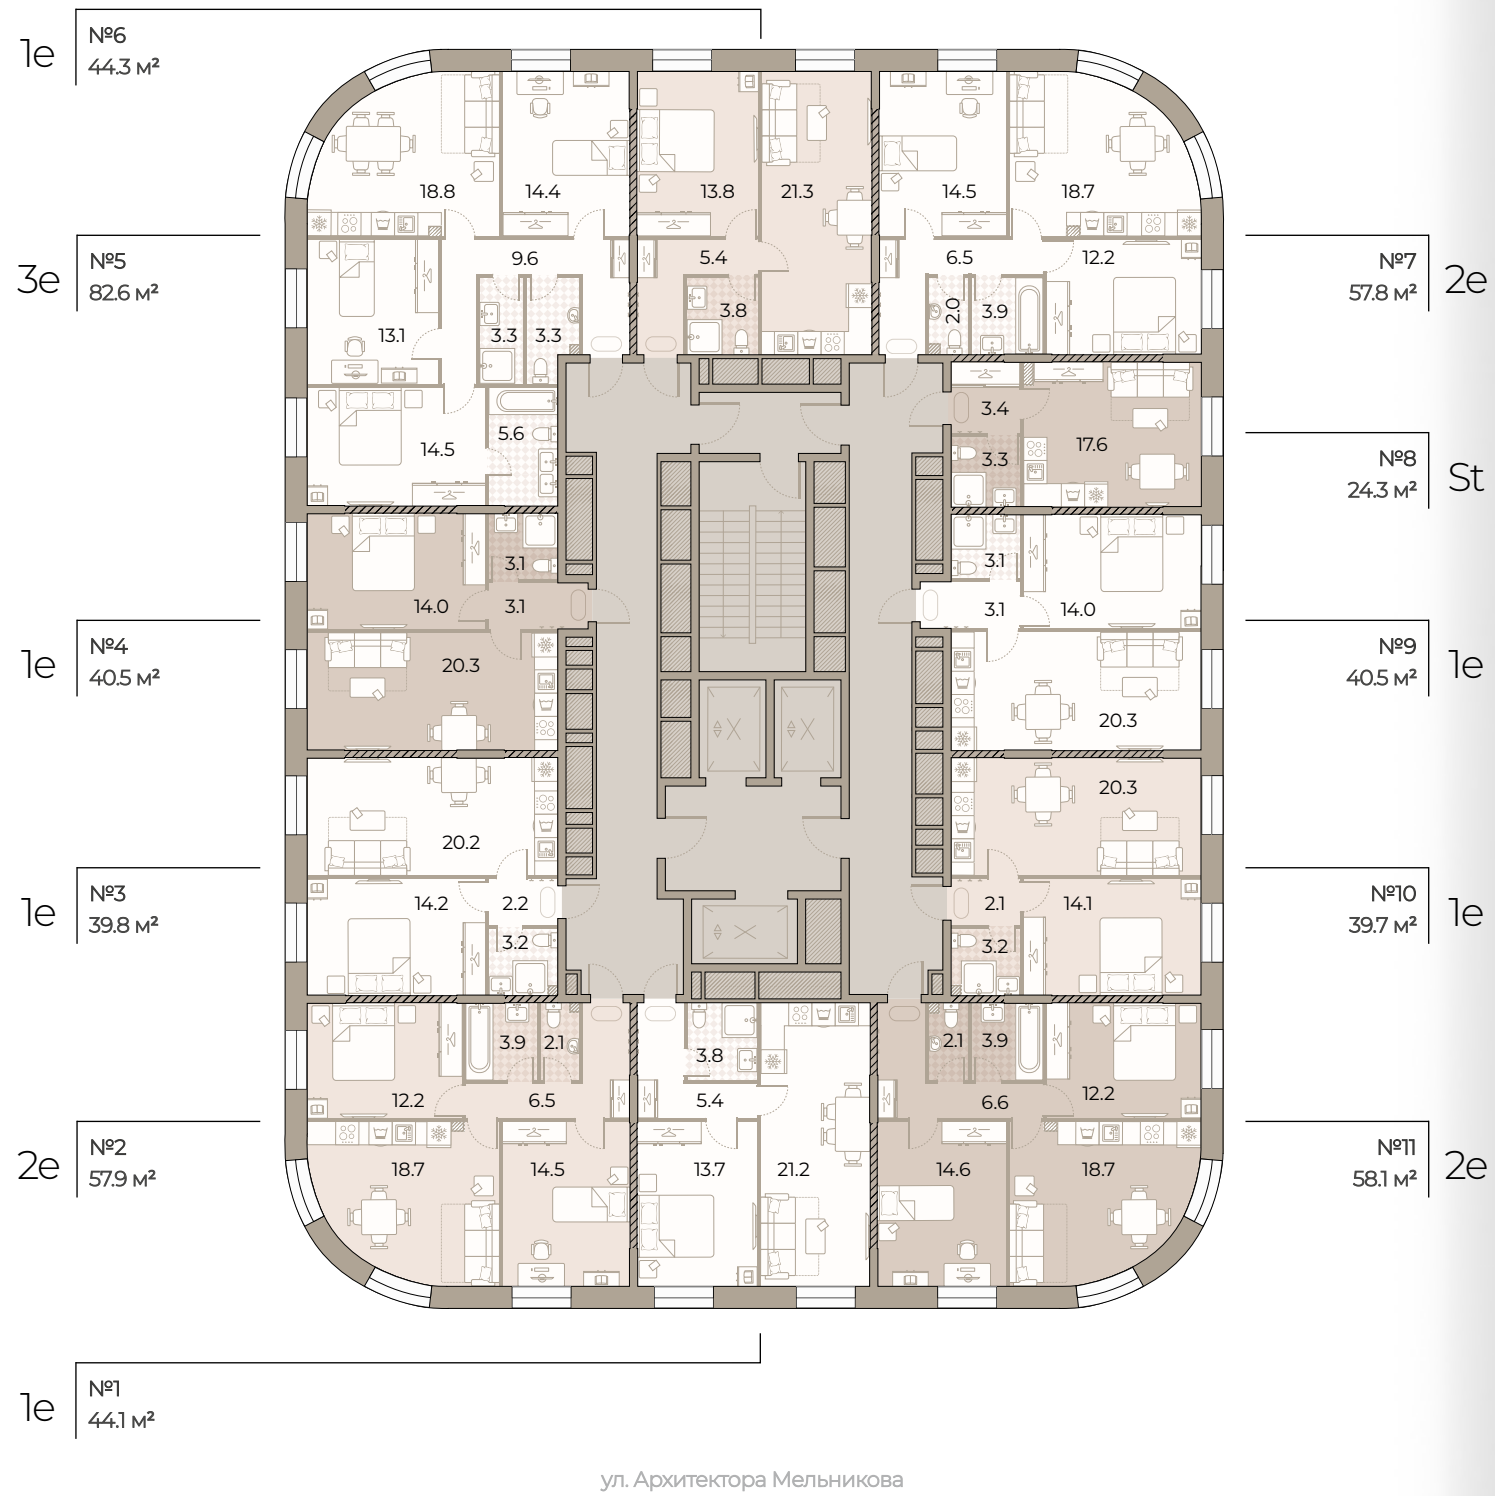 1e
№6
44.3 м²
3e
№5
82.6 м²
1e
№4
40.5 м²
1e
№3
39.8 м²
2e
№2
57.9 м²
1e
№1
44.1 м²
№7
57.8 м²
2e
№8
24.3 м²
St
№9
40.5 м²
1e
№10
39.7 м²
1e
№11
58.1 м²
2e
18.8
14.4
13.8
21.3
14.5
18.7
9.6
5.4
6.5
12.2
13.1
3.3
3.3
3.8
2.0
3.9
14.5
5.6
3.4
17.6
3.3
3.1
14.0
3.1
20.3
3.1
3.1
14.0
20.3
20.2
14.2
2.2
3.2
20.3
2.1
14.1
3.2
3.9
2.1
12.2
6.5
18.7
14.5
3.8
5.4
13.7
21.2
2.1
3.9
12.2
6.6
14.6
18.7
ул. Архитектора Мельникова